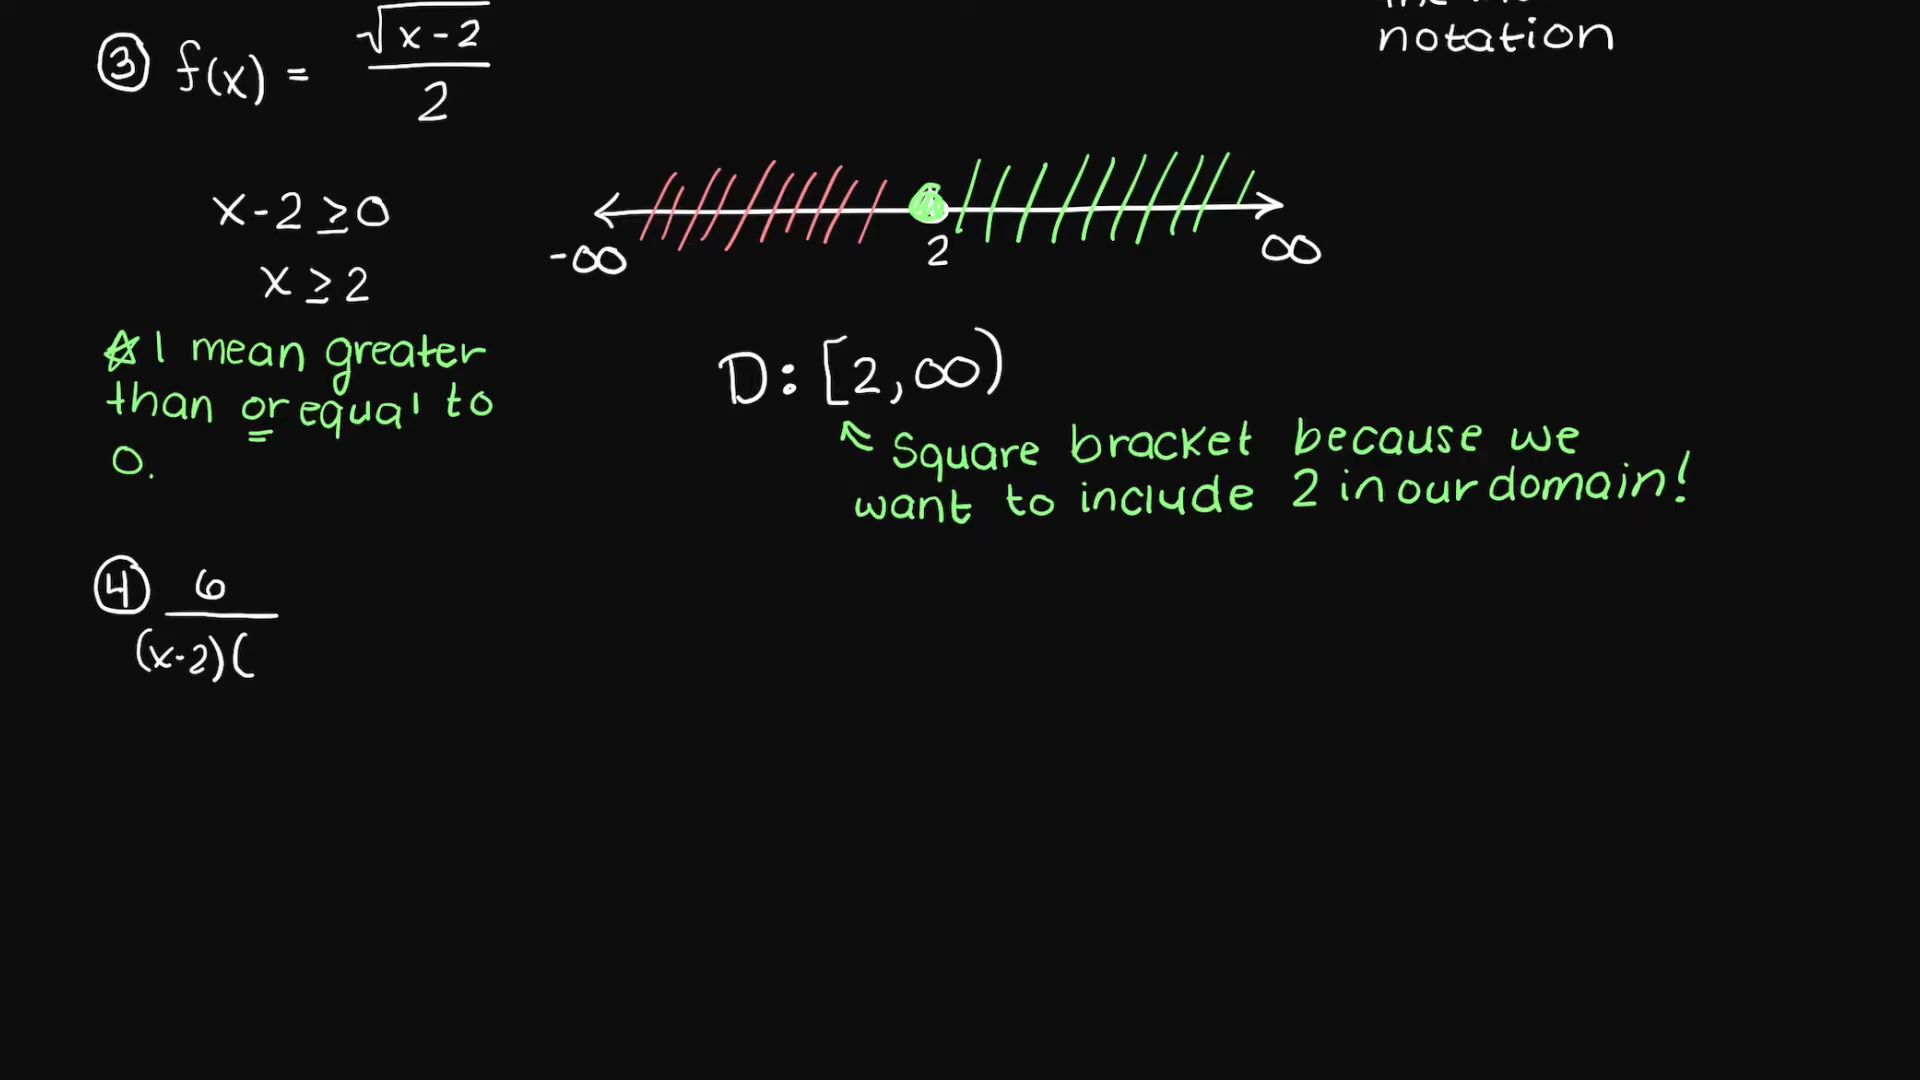 notation
③ f(x) = √(x-2) / 2
x-2 ≥0
x ≥ 2
-∞ 2 ∞
☆ I mean greater
than or equal to
0.
D: [2,∞)
↖ Square bracket because we
want to include 2 in our domain!
④ 6
(x-2)(